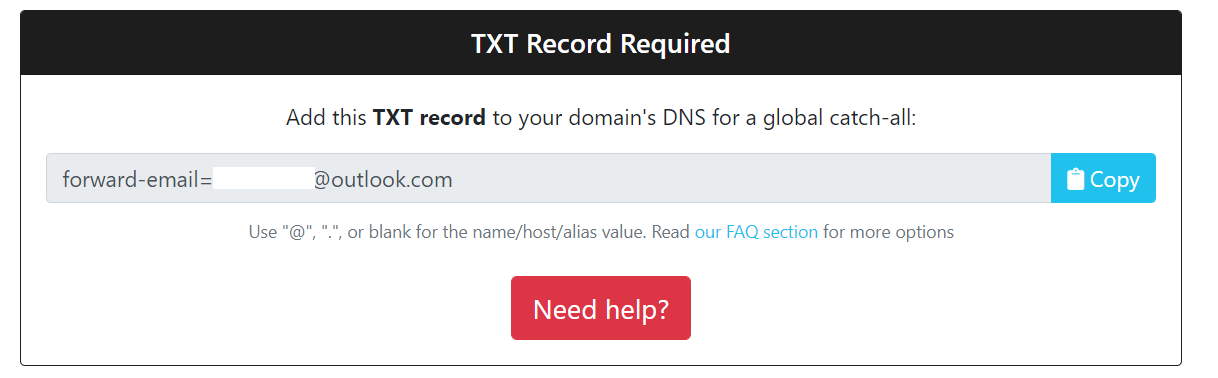 TXT Record Required
Add this TXT record to your domain's DNS for a global catch-all:
forward-email= @outlook.com
Copy
Use "@", ".", or blank for the name/host/alias value. Read our FAQ section for more options
Need help?